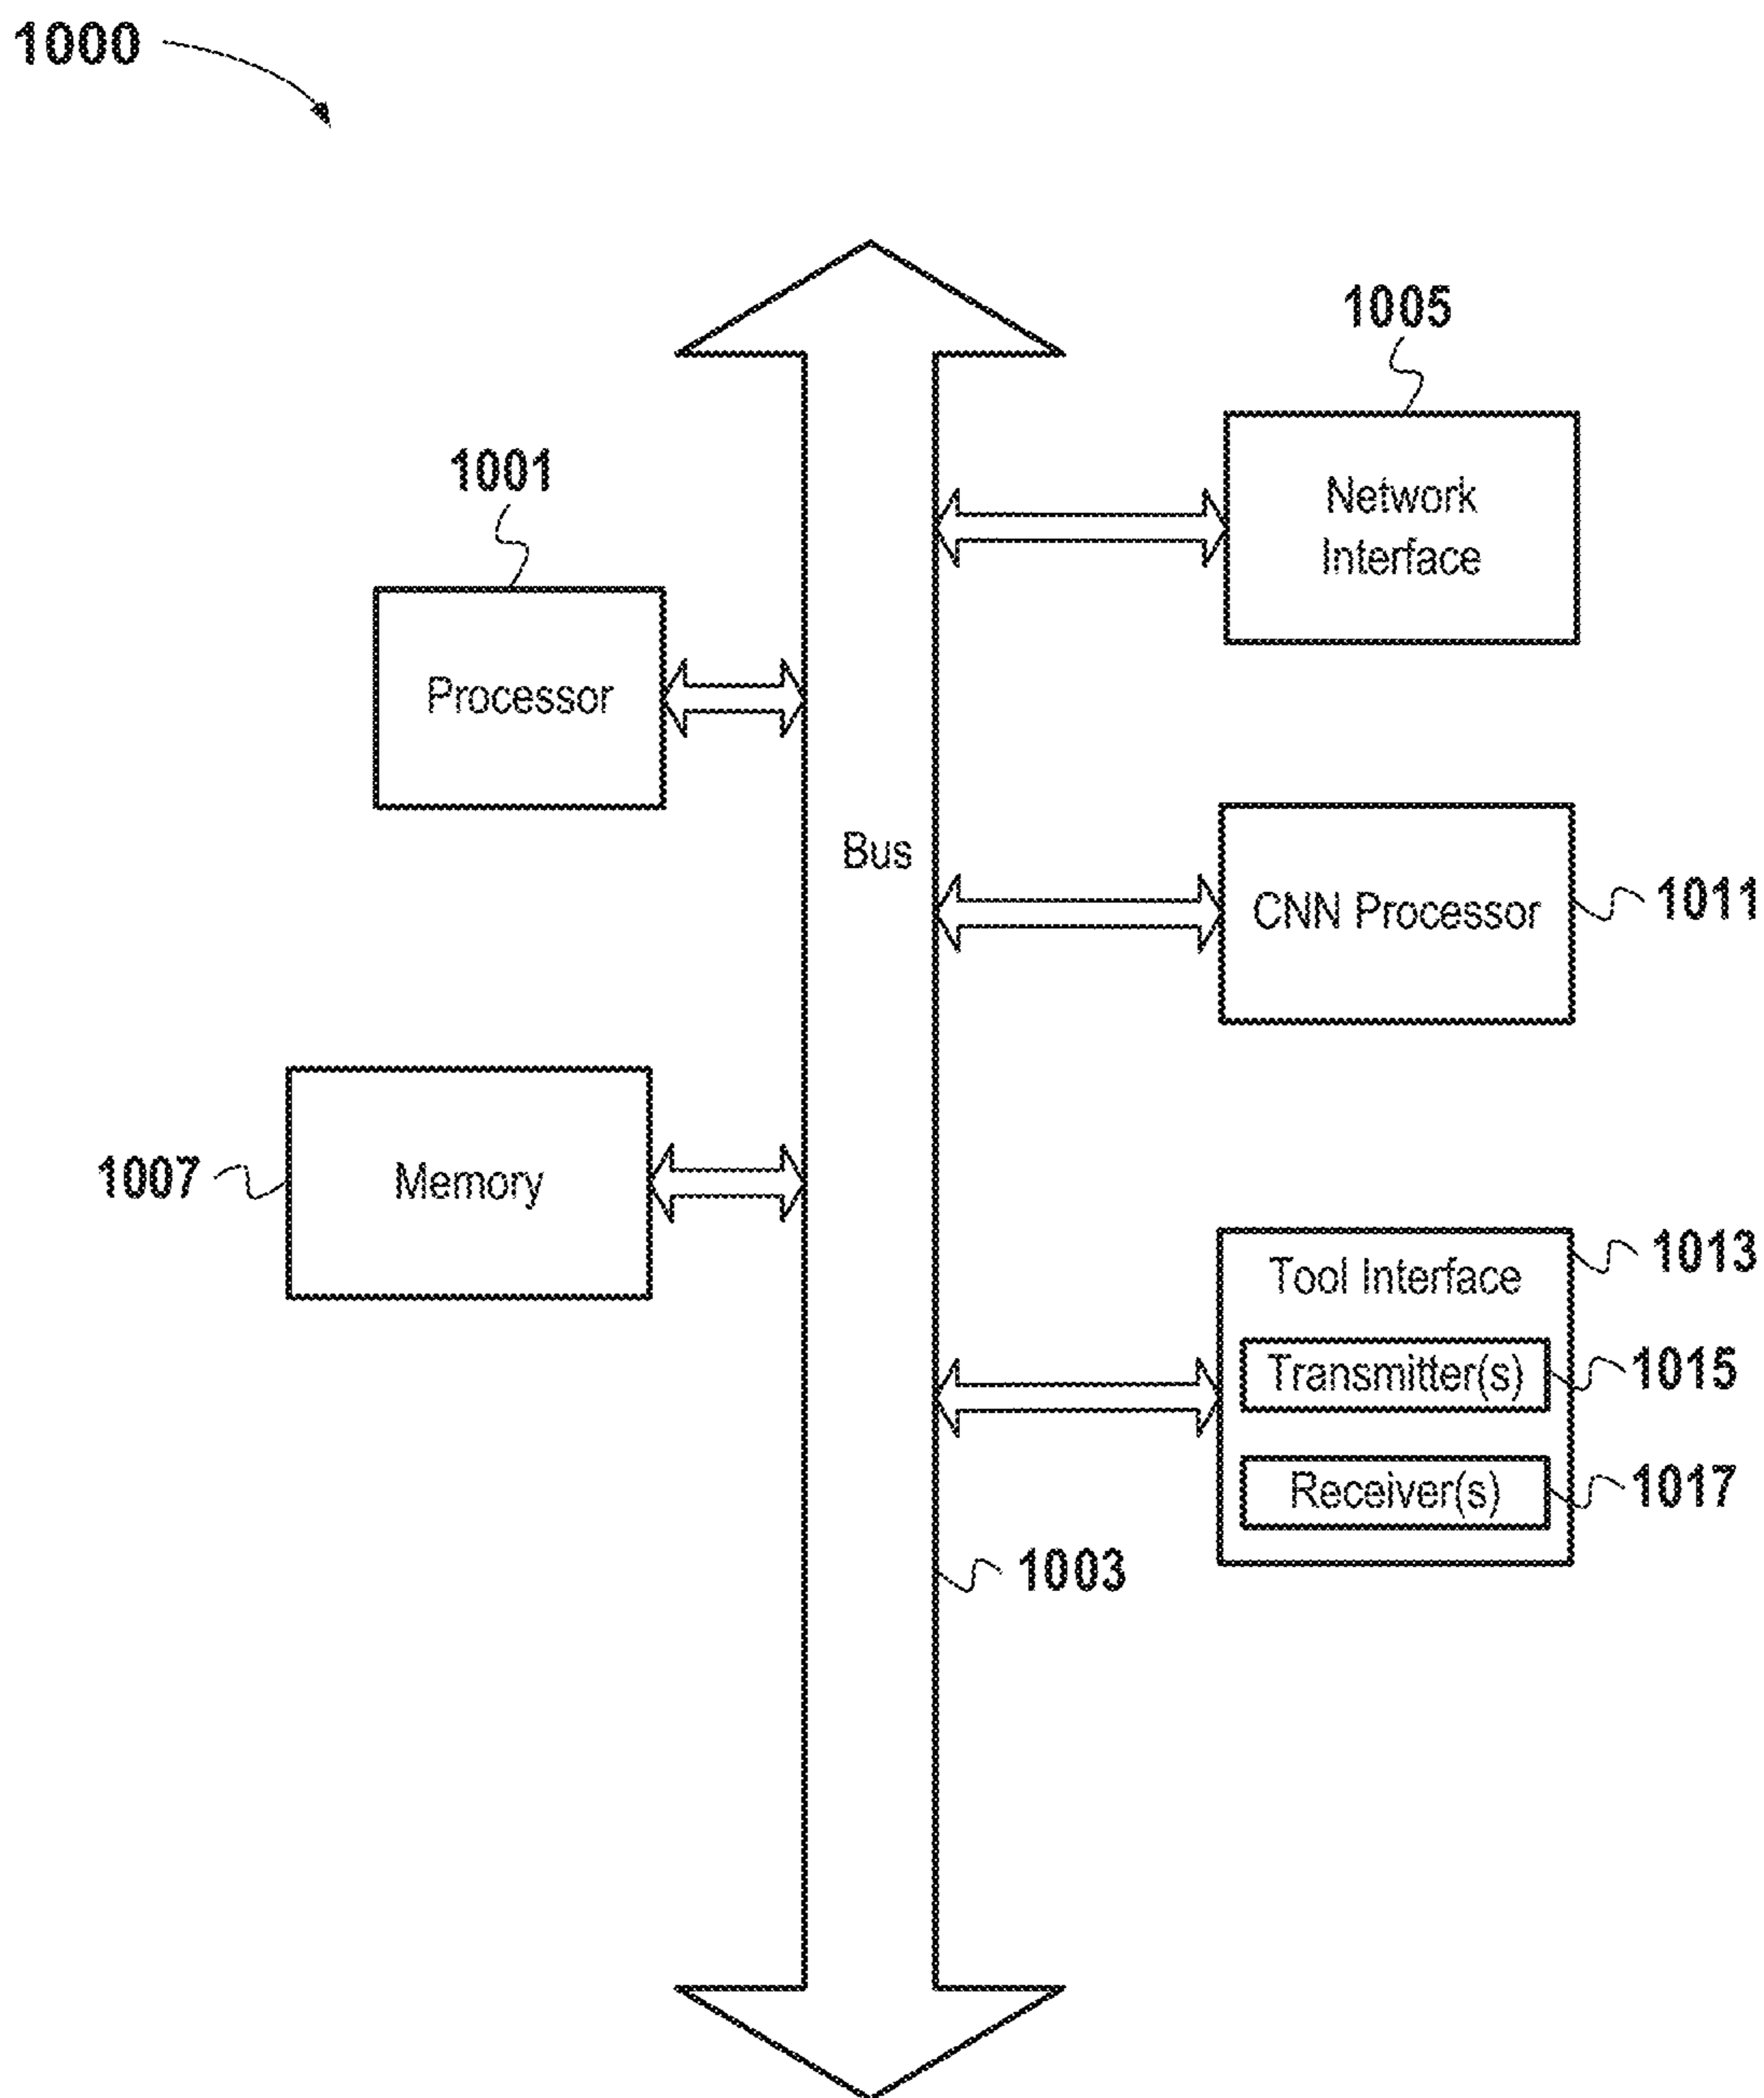 1000
1005
Network
Interface
1001
Processor
Bus
CNN Processor
1011
1007
Memory
Tool Interface
1013
Transmitter(s)
1015
Receiver(s)
1017
1003